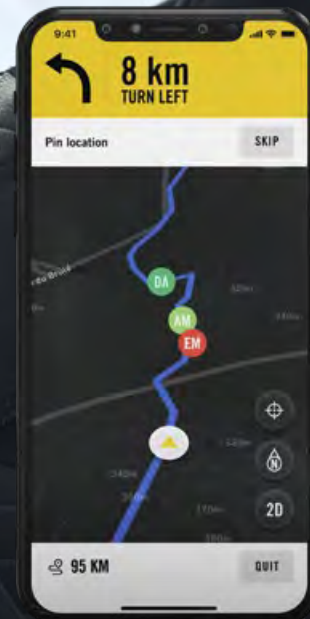 9:41
8 km
TURN LEFT
Pin location
SKIP
DA
AM
EM
N
2D
95 KM
QUIT